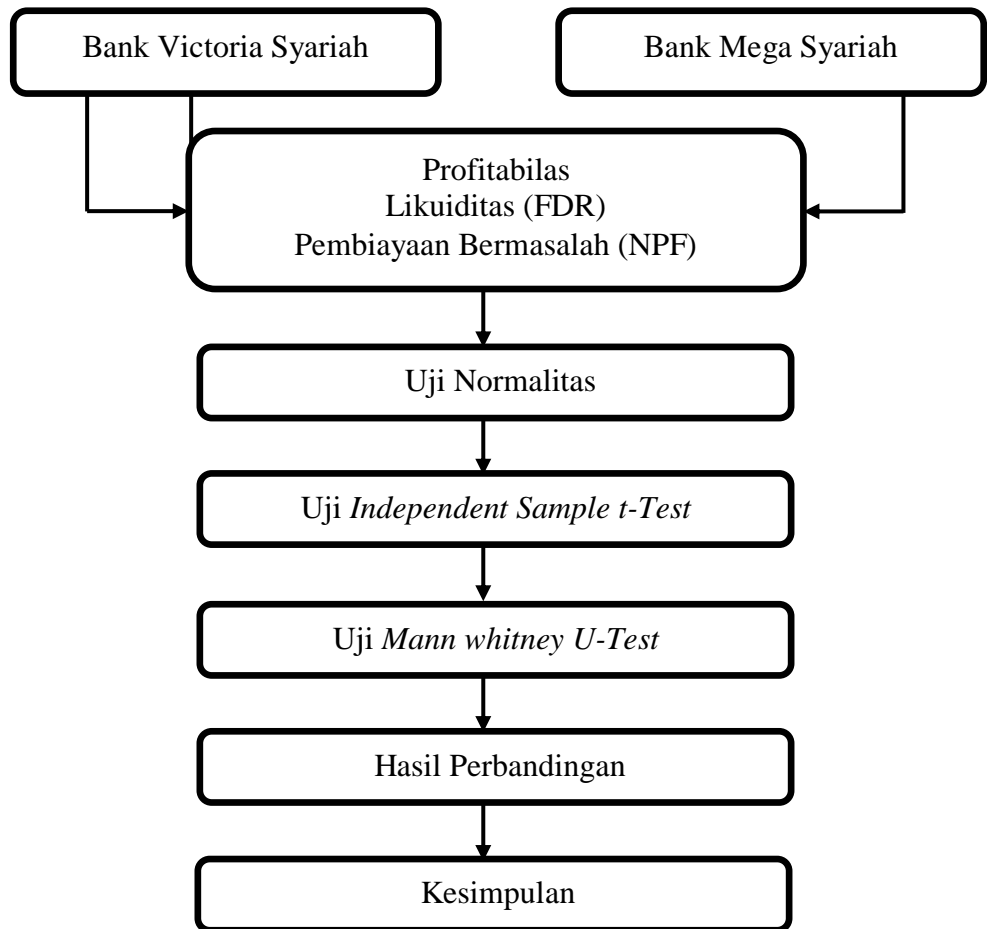 Bank Victoria Syariah
Bank Mega Syariah
Profitabilas
Likuiditas (FDR)
Pembiayaan Bermasalah (NPF)
Uji Normalitas
Uji Independent Sample t-Test
Uji Mann whitney U-Test
Hasil Perbandingan
Kesimpulan